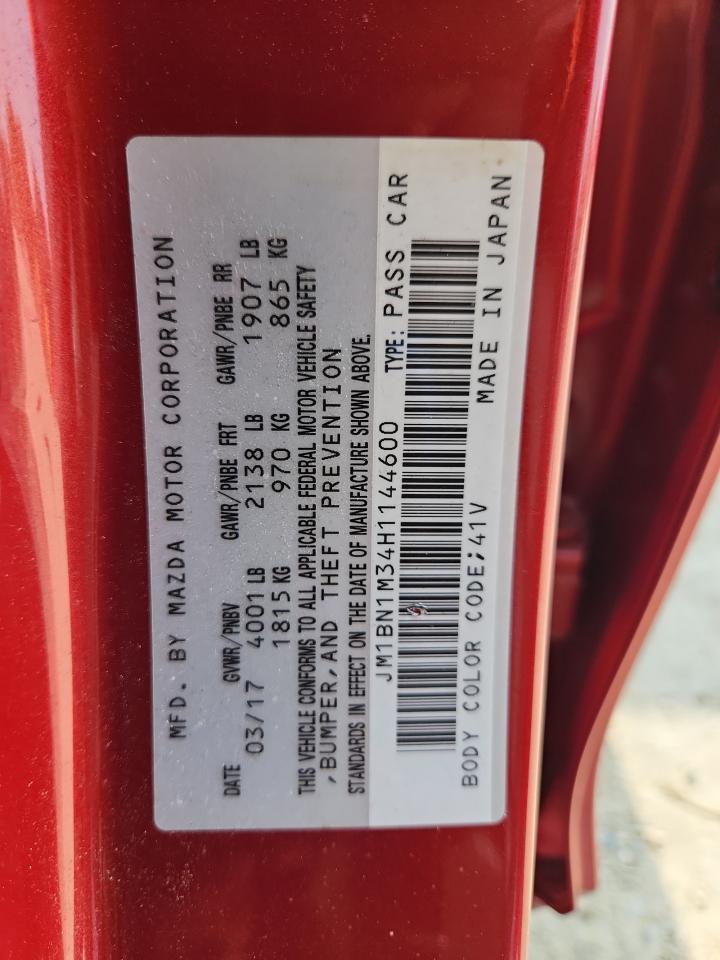 MFD. BY MAZDA MOTOR CORPORATION
DATE GVWR/PNBV GAWR/PNBE FRT GAWR/PNBE RR
03/17 4001 LB 2138 LB 1907 LB
1815 KG 970 KG 865 KG
THIS VEHICLE CONFORMS TO ALL APPLICABLE FEDERAL MOTOR VEHICLE SAFETY
,BUMPER,AND THEFT PREVENTION
STANDARDS IN EFFECT ON THE DATE OF MANUFACTURE SHOWN ABOVE.
JM1BN1M34H1144600 TYPE: PASS CAR
BODY COLOR CODE;41V MADE IN JAPAN